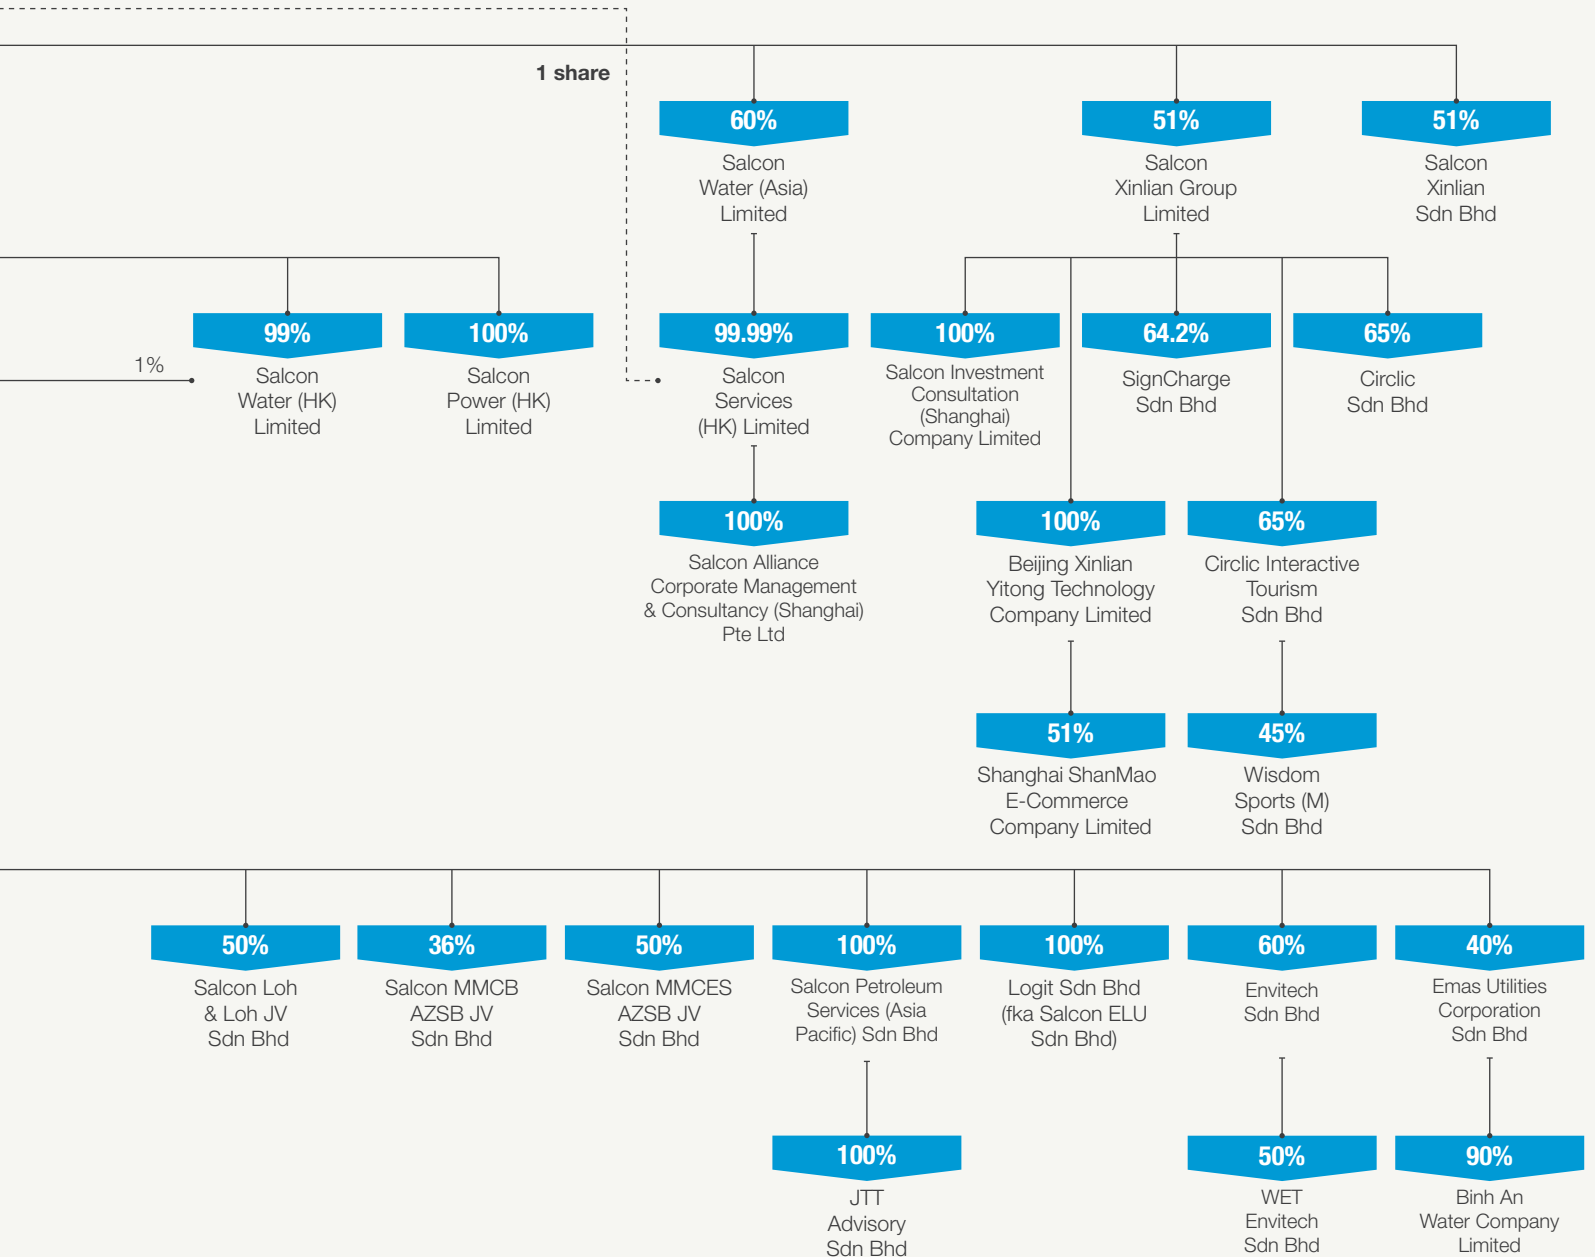 1 share
60%
Salcon
Water (Asia)
Limited
51%
Salcon
Xinlian Group
Limited
51%
Salcon
Xinlian
Sdn Bhd
1%
99%
Salcon
Water (HK)
Limited
100%
Salcon
Power (HK)
Limited
99.99%
Salcon
Services
(HK) Limited
100%
Salcon Investment
Consultation
(Shanghai)
Company Limited
64.2%
SignCharge
Sdn Bhd
65%
Circlic
Sdn Bhd
100%
Salcon Alliance
Corporate Management
& Consultancy (Shanghai)
Pte Ltd
100%
Beijing Xinlian
Yitong Technology
Company Limited
65%
Circlic Interactive
Tourism
Sdn Bhd
51%
Shanghai ShanMao
E-Commerce
Company Limited
45%
Wisdom
Sports (M)
Sdn Bhd
50%
Salcon Loh
& Loh JV
Sdn Bhd
36%
Salcon MMCB
AZSB JV
Sdn Bhd
50%
Salcon MMCES
AZSB JV
Sdn Bhd
100%
Salcon Petroleum
Services (Asia
Pacific) Sdn Bhd
100%
Logit Sdn Bhd
(fka Salcon ELU
Sdn Bhd)
60%
Envitech
Sdn Bhd
40%
Emas Utilities
Corporation
Sdn Bhd
100%
JTT
Advisory
Sdn Bhd
50%
WET
Envitech
Sdn Bhd
90%
Binh An
Water Company
Limited